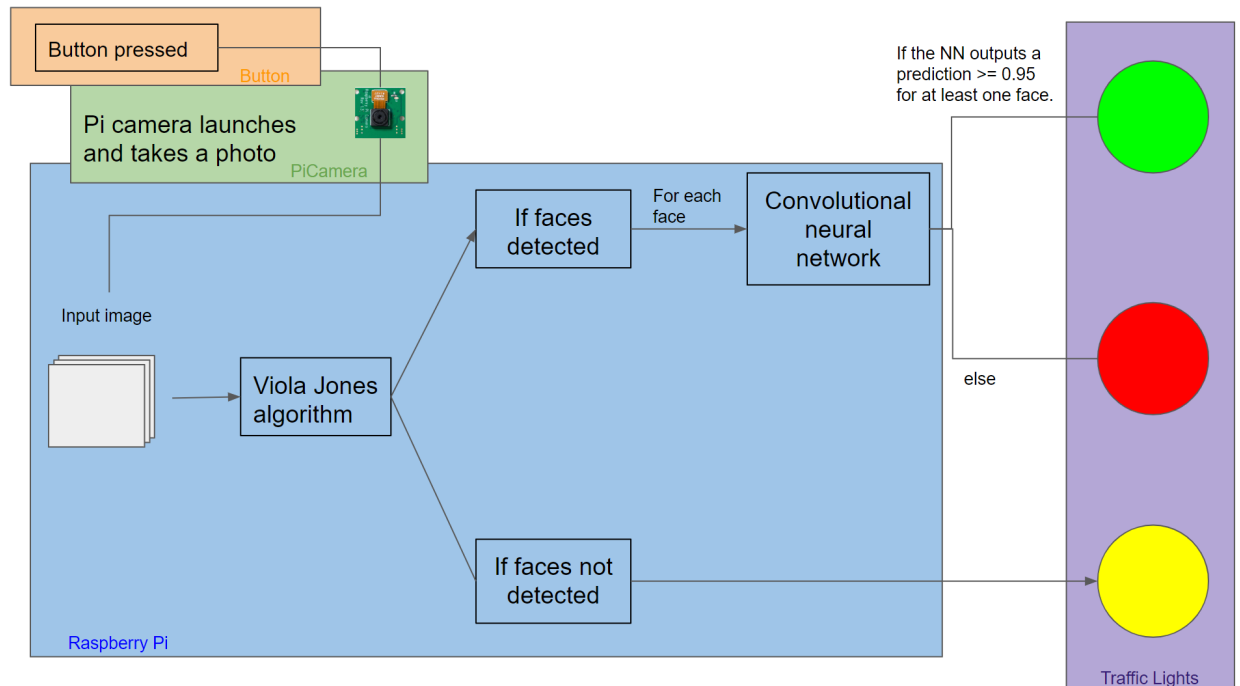 Button pressed
Button
Pi camera launches
and takes a photo
PiCamera
Input image
Viola Jones
algorithm
If faces
detected
For each
face
Convolutional
neural
network
If the NN outputs a
prediction >= 0.95
for at least one face.
else
If faces not
detected
Raspberry Pi
Traffic Lights